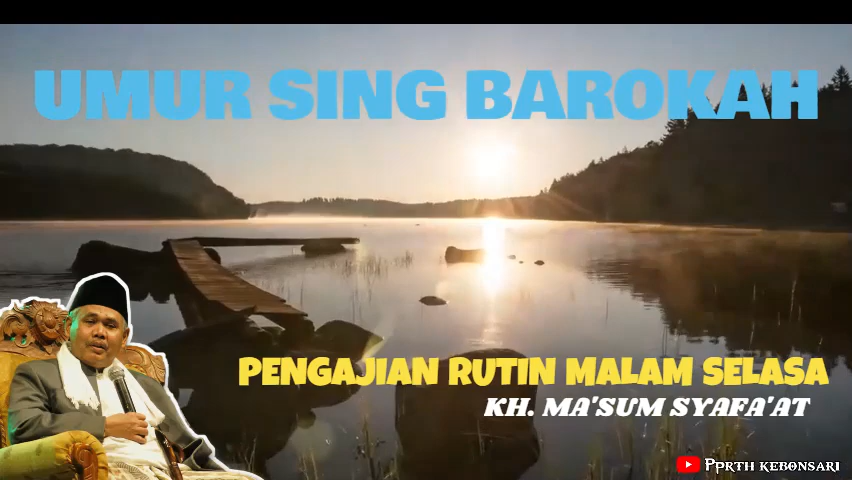 UMUR SING BAROKAH
PENGAJIAN RUTIN MALAM SELASA
KH. MA'SUM SYAFA'AT
PPRTH KEBONSARI